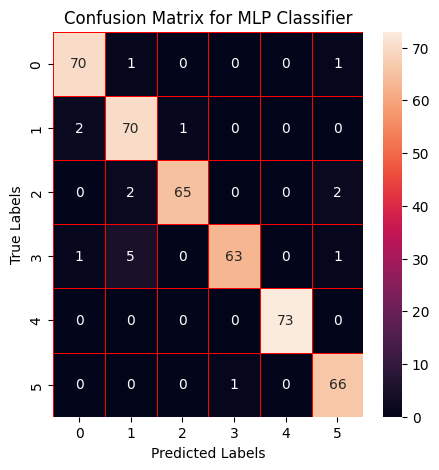 Confusion Matrix for MLP Classifier
0 70 1 0 0 0 1
1 2 70 1 0 0 0
2 0 2 65 0 0 2
3 1 5 0 63 0 1
4 0 0 0 0 73 0
5 0 0 0 1 0 66
0 1 2 3 4 5
True Labels
Predicted Labels
70
60
50
40
30
20
10
0